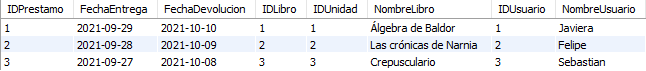 IDPrestamo FechaEntrega FechaDevolucion IDLibro IDUnidad NombreLibro IDUsuario NombreUsuario
1 2021-09-29 2021-10-10 1 1 Álgebra de Baldor 1 Javiera
2 2021-09-28 2021-10-09 2 2 Las crónicas de Narnia 2 Felipe
3 2021-09-27 2021-10-08 3 3 Crepusculario 3 Sebastian